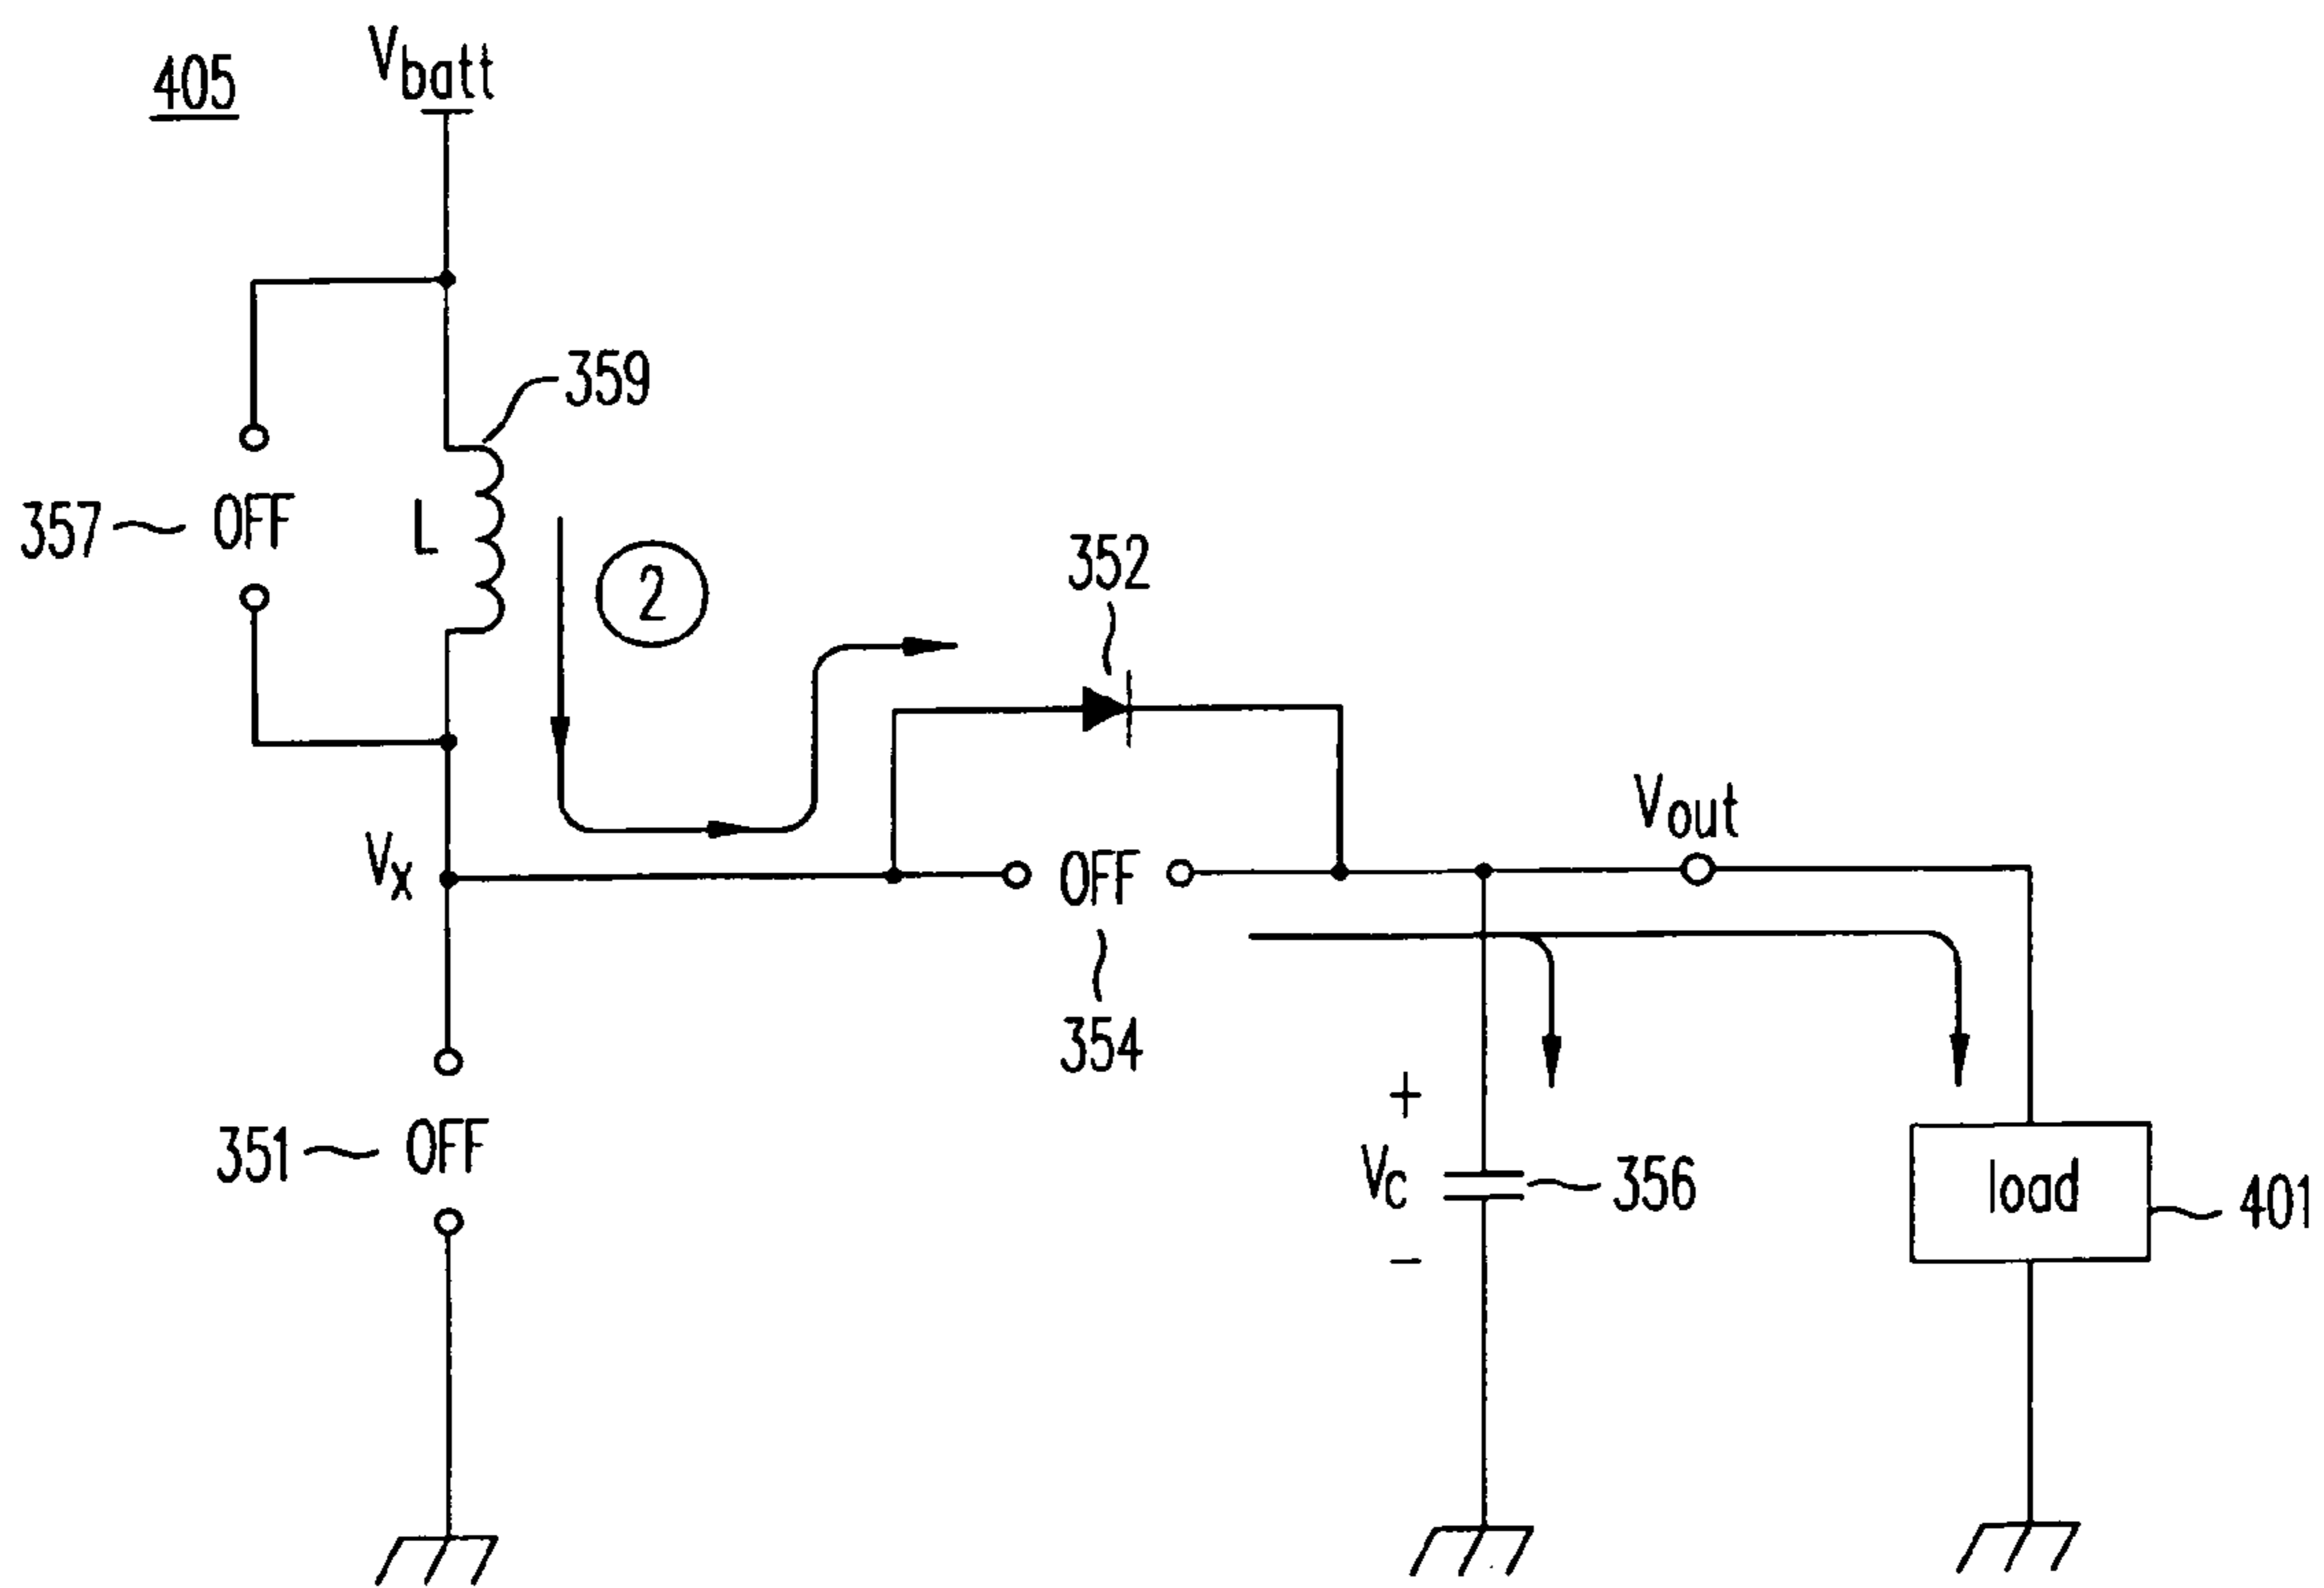 405
Vbatt
359
357
OFF
L
2
352
Vx
OFF
Vout
354
351
OFF
+
Vc
−
356
load
401